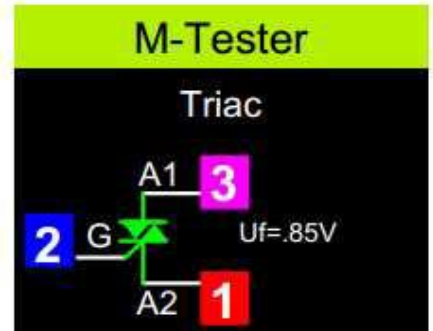 M-Tester
Triac
A1 3
2 G Uf=.85V
A2 1